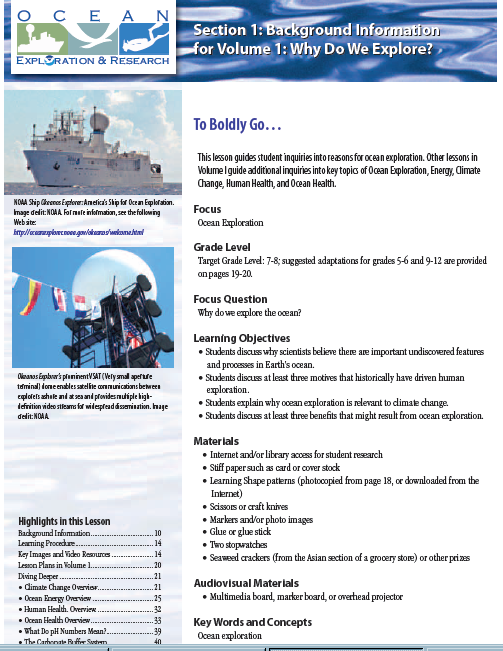 OCEAN
EXPLORATION & RESEARCH
Section 1: Background Information
for Volume 1: Why Do We Explore?
NOAA Ship Okeanos Explorer: America's Ship for Ocean Exploration.
Image credit: NOAA. For more information, see the following
Web site:
http://oceanexplorer.noaa.gov/okeanos/welcome.html
Okeanos Explorer's prominent VSAT (Very small aperture
terminal) dome enables satellite communications between
explorers ashore and at sea and provides multiple high-
definition video streams for widespread dissemination. Image
credit: NOAA.
Highlights in this Lesson
Background Information..............................10
Learning Procedure......................................14
Key Images and Video Resources ....................14
Lesson Plans in Volume 1..............................20
Diving Deeper ..............................................21
• Climate Change Overview...........................21
• Ocean Energy Overview ..............................25
• Human Health. Overview ............................32
• Ocean Health Overview...............................33
• What Do pH Numbers Mean?......................39
• The Carbonate Buffer System......................40
To Boldly Go…
This lesson guides student inquiries into reasons for ocean exploration. Other lessons in
Volume I guide additional inquiries into key topics of Ocean Exploration, Energy, Climate
Change, Human Health, and Ocean Health.
Focus
Ocean Exploration
Grade Level
Target Grade Level: 7-8; suggested adaptations for grades 5-6 and 9-12 are provided
on pages 19-20.
Focus Question
Why do we explore the ocean?
Learning Objectives
• Students discuss why scientists believe there are important undiscovered features
and processes in Earth's ocean.
• Students discuss at least three motives that historically have driven human
exploration.
• Students explain why ocean exploration is relevant to climate change.
• Students discuss at least three benefits that might result from ocean exploration.
Materials
• Internet and/or library access for student research
• Stiff paper such as card or cover stock
• Learning Shape patterns (photocopied from page 18, or downloaded from the
Internet)
• Scissors or craft knives
• Markers and/or photo images
• Glue or glue stick
• Two stopwatches
• Seaweed crackers (from the Asian section of a grocery store) or other prizes
Audiovisual Materials
• Multimedia board, marker board, or overhead projector
Key Words and Concepts
Ocean exploration